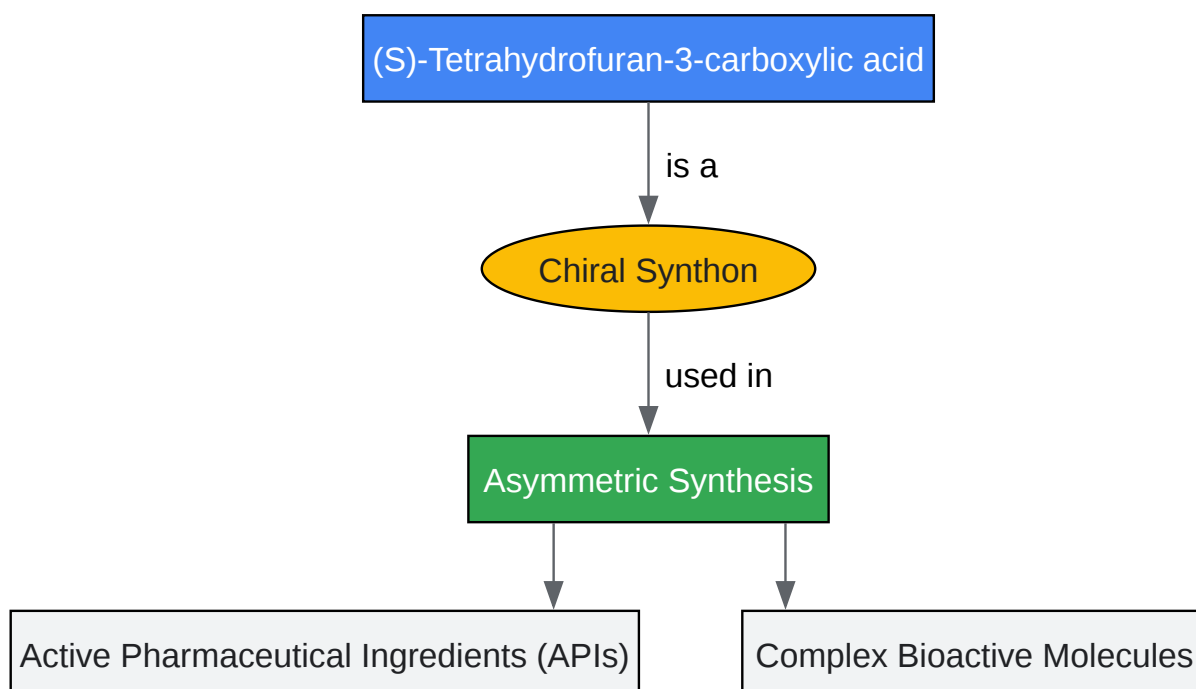 (S)-Tetrahydrofuran-3-carboxylic acid
is a
Chiral Synthon
used in
Asymmetric Synthesis
Active Pharmaceutical Ingredients (APIs)
Complex Bioactive Molecules